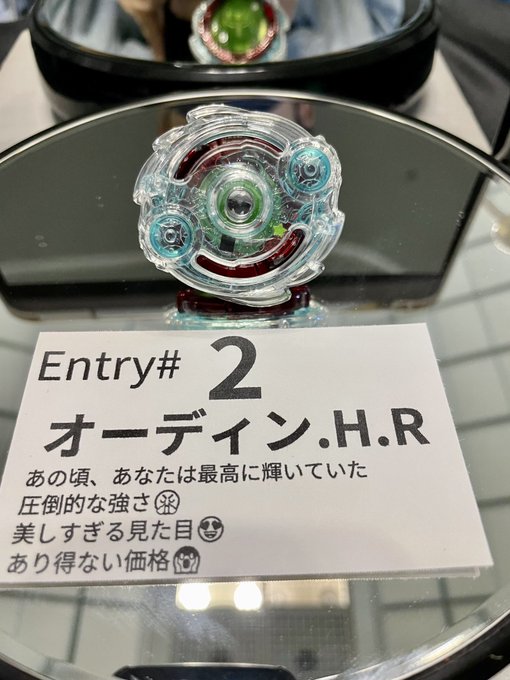 Entry# 2
オーディン.H.R
あの頃、あなたは最高に輝いていた
圧倒的な強さ
美しすぎる見た目😍
あり得ない価格😱